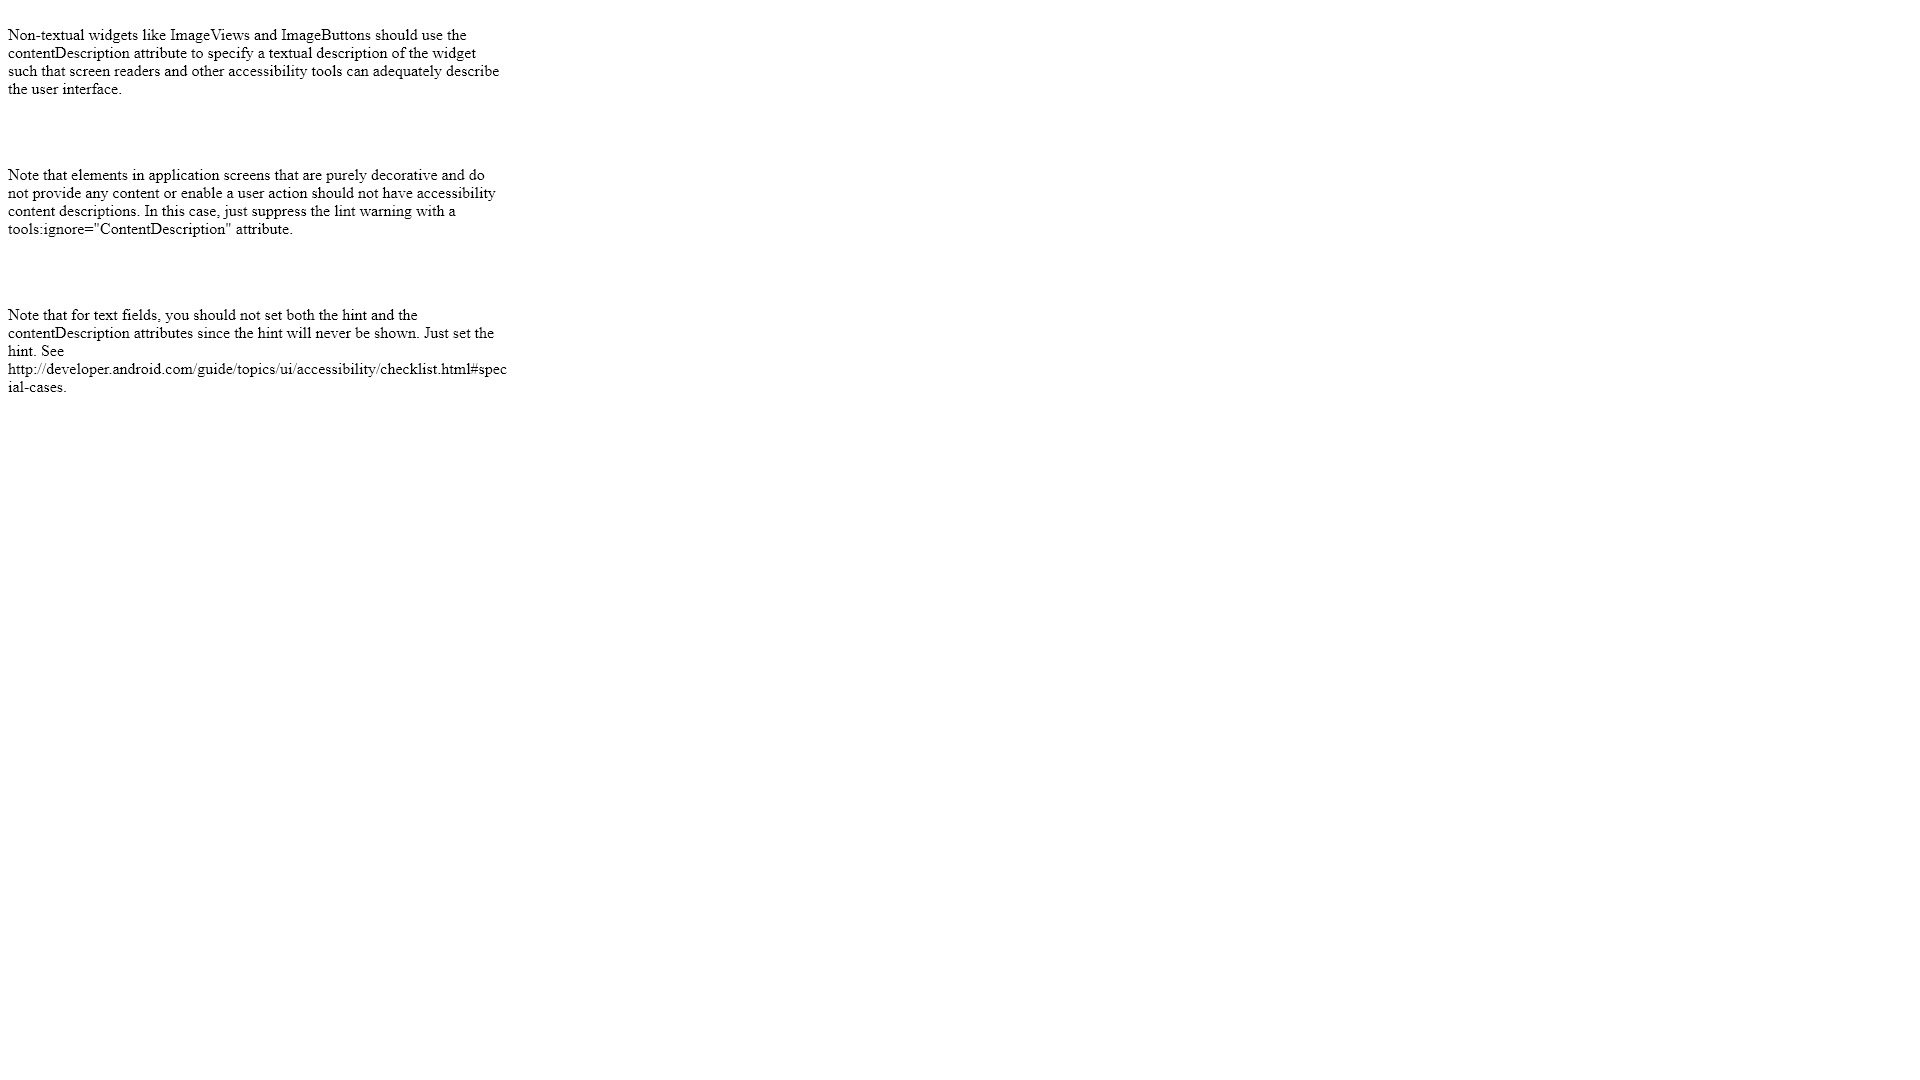 Non-textual widgets like ImageViews and ImageButtons should use the
contentDescription attribute to specify a textual description of the widget
such that screen readers and other accessibility tools can adequately describe
the user interface.
Note that elements in application screens that are purely decorative and do
not provide any content or enable a user action should not have accessibility
content descriptions. In this case, just suppress the lint warning with a
tools:ignore="ContentDescription" attribute.
Note that for text fields, you should not set both the hint and the
contentDescription attributes since the hint will never be shown. Just set the
hint. See
http://developer.android.com/guide/topics/ui/accessibility/checklist.html#spec
ial-cases.